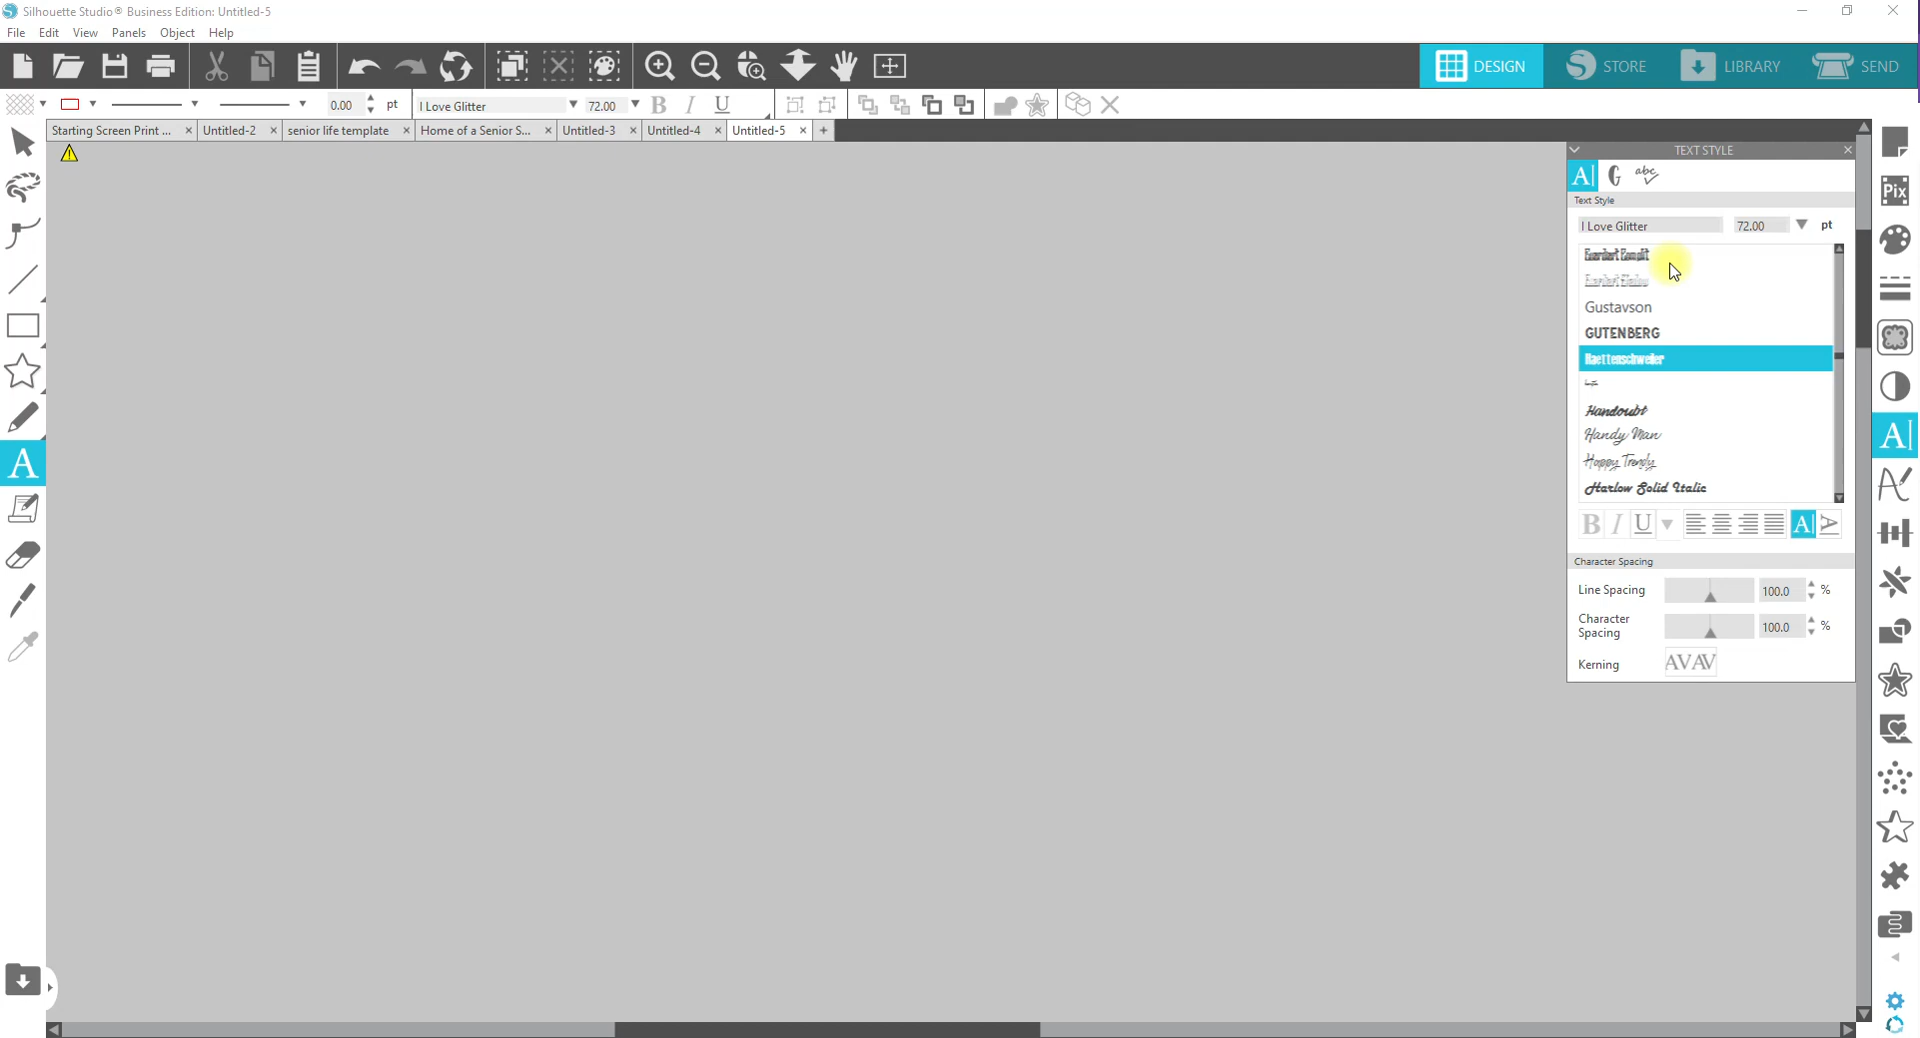 Silhouette Studio® Business Edition: Untitled-5
File Edit View Panels Object Help
DESIGN STORE LIBRARY SEND
0.00 pt I Love Glitter 72.00 B I U
Starting Screen Print ... Untitled-2 senior life template Home of a Senior S... Untitled-3 Untitled-4 Untitled-5
TEXT STYLE
Text Style
I Love Glitter 72.00 pt
Gustavson
GUTENBERG
Haettenschweiler
Handoubt
Handy Man
Happy Trendy
Harlow Solid Italic
B I U
Character Spacing
Line Spacing 100.0 %
Character Spacing 100.0 %
Kerning AVAV
Pix